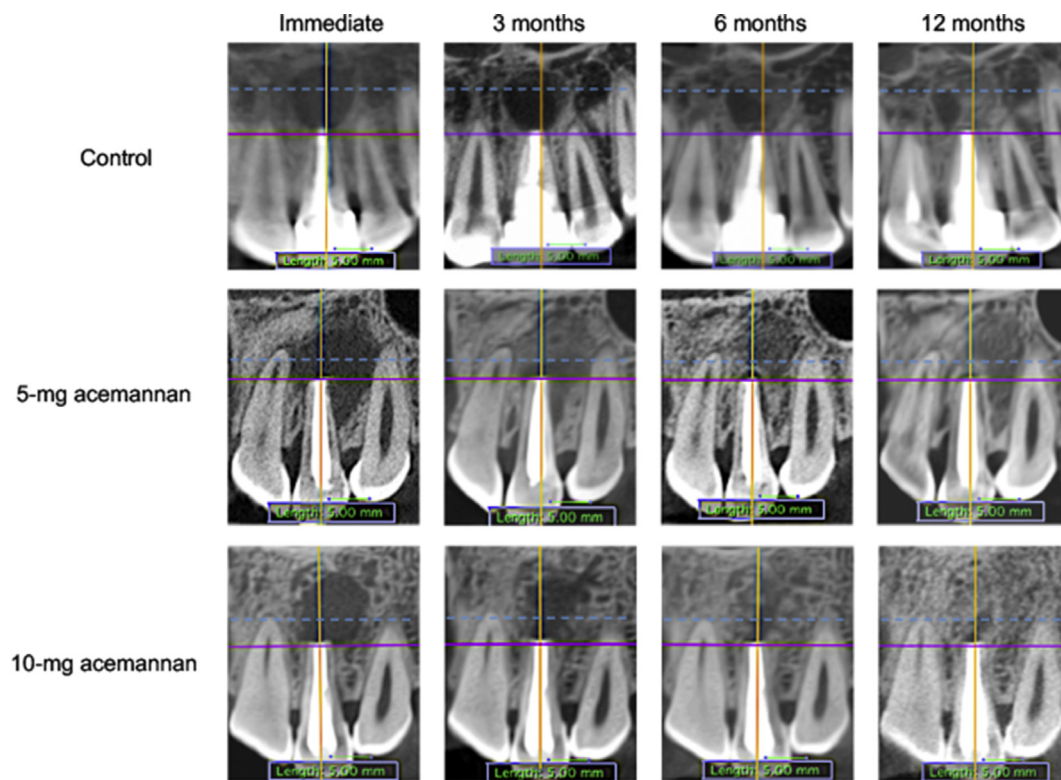 Immediate 3 months 6 months 12 months
Control
Length: 5.00 mm Length: 5.00 mm Length: 5.00 mm Length: 5.00 mm
5-mg acemannan
Length: 5.00 mm Length: 5.00 mm Length: 5.00 mm Length: 5.00 mm
10-mg acemannan
Length: 5.00 mm Length: 5.00 mm Length: 5.00 mm Length: 5.00 mm